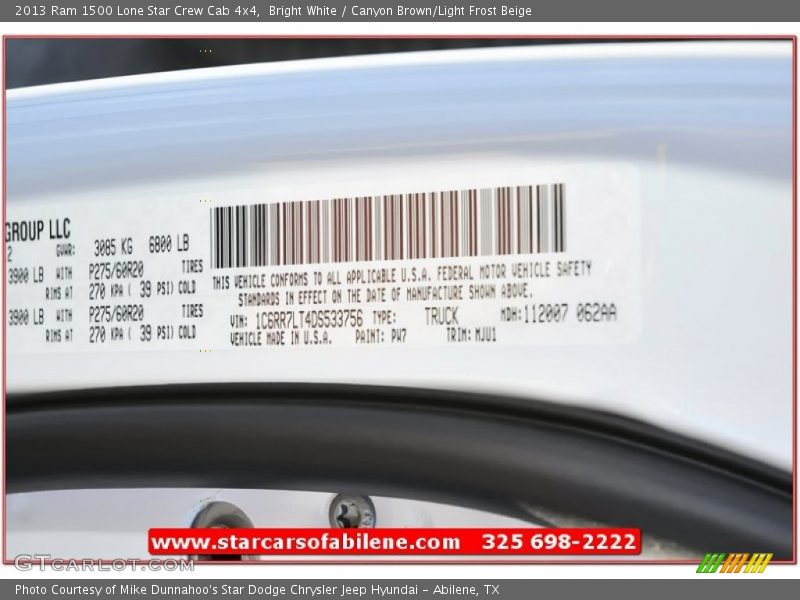 2013 Ram 1500 Lone Star Crew Cab 4x4, Bright White / Canyon Brown/Light Frost Beige
GROUP LLC
2 GVWR: 3085 KG 6800 LB
3900 LB WITH P275/60R20 TIRES
RIMS AT 270 KPA ( 39 PSI) COLD
3900 LB WITH P275/60R20 TIRES
RIMS AT 270 KPA ( 39 PSI) COLD
THIS VEHICLE CONFORMS TO ALL APPLICABLE U.S.A. FEDERAL MOTOR VEHICLE SAFETY
STANDARDS IN EFFECT ON THE DATE OF MANUFACTURE SHOWN ABOVE.
VIN: 1C6RR7LT4DS533756 TYPE: TRUCK MDH:112007 062AA
VEHICLE MADE IN U.S.A. PAINT: PW7 TRIM: MJU1
www.starcarsofabilene.com 325 698-2222
GTCARLOT.COM
Photo Courtesy of Mike Dunnahoo's Star Dodge Chrysler Jeep Hyundai - Abilene, TX